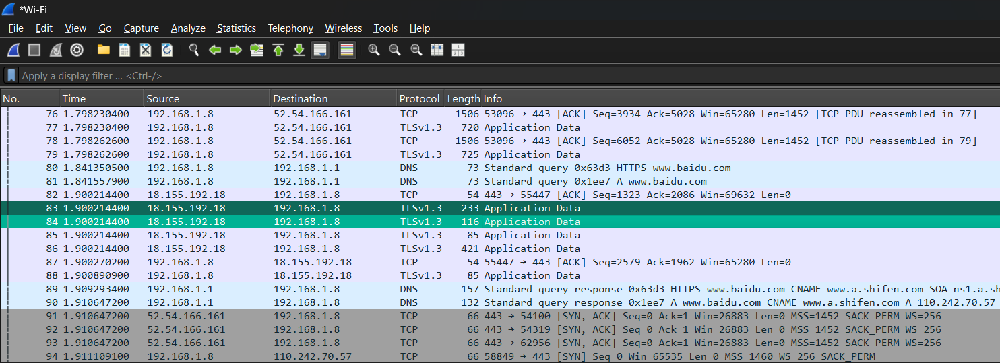 *Wi-Fi
File Edit View Go Capture Analyze Statistics Telephony Wireless Tools Help
Apply a display filter ... <Ctrl-/>
No. Time Source Destination Protocol Length Info
76 1.798230400 192.168.1.8 52.54.166.161 TCP 1506 53096 → 443 [ACK] Seq=3934 Ack=5028 Win=65280 Len=1452 [TCP PDU reassembled in 77]
77 1.798230400 192.168.1.8 52.54.166.161 TLSv1.3 720 Application Data
78 1.798262600 192.168.1.8 52.54.166.161 TCP 1506 53096 → 443 [ACK] Seq=6052 Ack=5028 Win=65280 Len=1452 [TCP PDU reassembled in 79]
79 1.798262600 192.168.1.8 52.54.166.161 TLSv1.3 725 Application Data
80 1.841350500 192.168.1.8 192.168.1.1 DNS 73 Standard query 0x63d3 HTTPS www.baidu.com
81 1.841557900 192.168.1.8 192.168.1.1 DNS 73 Standard query 0x1ee7 A www.baidu.com
82 1.900214400 18.155.192.18 192.168.1.8 TCP 54 443 → 55447 [ACK] Seq=1323 Ack=2086 Win=69632 Len=0
83 1.900214400 18.155.192.18 192.168.1.8 TLSv1.3 233 Application Data
84 1.900214400 18.155.192.18 192.168.1.8 TLSv1.3 116 Application Data
85 1.900214400 18.155.192.18 192.168.1.8 TLSv1.3 85 Application Data
86 1.900214400 18.155.192.18 192.168.1.8 TLSv1.3 421 Application Data
87 1.900270200 192.168.1.8 18.155.192.18 TCP 54 55447 → 443 [ACK] Seq=2579 Ack=1962 Win=65280 Len=0
88 1.900890900 192.168.1.8 18.155.192.18 TLSv1.3 85 Application Data
89 1.909293400 192.168.1.1 192.168.1.8 DNS 157 Standard query response 0x63d3 HTTPS www.baidu.com CNAME www.a.shifen.com SOA ns1.a.sh
90 1.910647200 192.168.1.1 192.168.1.8 DNS 132 Standard query response 0x1ee7 A www.baidu.com CNAME www.a.shifen.com A 110.242.70.57
91 1.910647200 52.54.166.161 192.168.1.8 TCP 66 443 → 54100 [SYN, ACK] Seq=0 Ack=1 Win=26883 Len=0 MSS=1452 SACK_PERM WS=256
92 1.910647200 52.54.166.161 192.168.1.8 TCP 66 443 → 54319 [SYN, ACK] Seq=0 Ack=1 Win=26883 Len=0 MSS=1452 SACK_PERM WS=256
93 1.910647200 52.54.166.161 192.168.1.8 TCP 66 443 → 62956 [SYN, ACK] Seq=0 Ack=1 Win=26883 Len=0 MSS=1452 SACK_PERM WS=256
94 1.911109100 192.168.1.8 110.242.70.57 TCP 66 58849 → 443 [SYN] Seq=0 Win=65535 Len=0 MSS=1460 WS=256 SACK_PERM